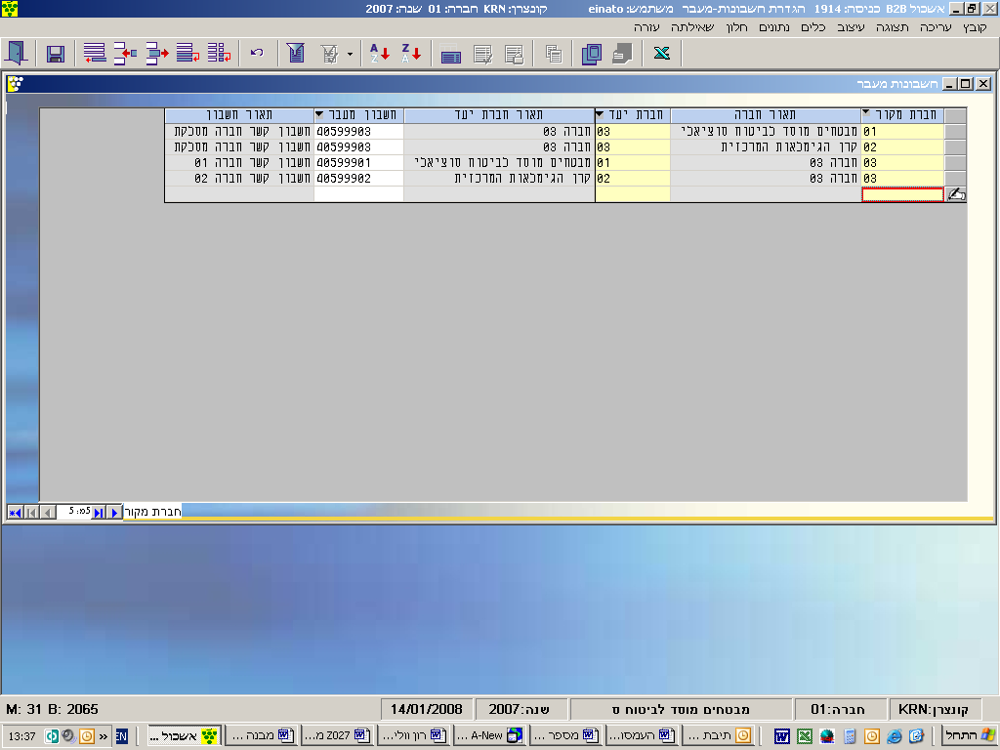 אשכול B2B כניסה: 1914 הגדרת חשבונות-מעבר משתמש: einato קונצרן: KRN חברה: 01 שנה: 2007
קובץ עריכה תצוגה עיצוב כלים נתונים חלון שאילתה עזרה
חשבונות מעבר
חברת מקור תאור חברה חברת יעד תאור חברת יעד חשבון מעבר תאור חשבון
01 מבטחים מוסד לביטוח סוציאלי 03 חברה 03 40599903 חשבון קשר חברה מסלקת
02 קרן הגימלאות המרכזית 03 חברה 03 40599903 חשבון קשר חברה מסלקת
03 חברה 03 01 מבטחים מוסד לביטוח סוציאלי 40599901 חשבון קשר חברה 01
03 חברה 03 02 קרן הגימלאות המרכזית 40599902 חשבון קשר חברה 02
חברת מקור 5מ: 5
קונצרן:KRN חברה:01 מבטחים מוסד לביטוח ס שנה:2007 14/01/2008 M: 31 B: 2065
התחל תיבת ... העמסו... מספר ... A-New ... רון וולי... 2027 מ... מבנה ... אשכול ... EN » 13:37